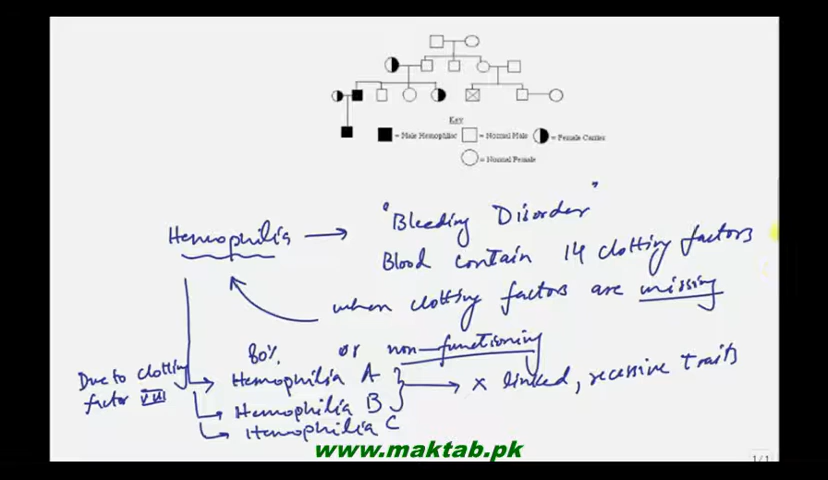 Key
= Male Hemophiliac
= Normal Male
= Female Carrier
= Normal Female
Hemophilia → "Bleeding Disorder"
Blood contain 14 clotting factors
when clotting factors are missing
or non-functioning
80%
Due to clotting factor VIII
Hemophilia A
Hemophilia B
Hemophilia C
X linked, recessive traits
www.maktab.pk
1/1